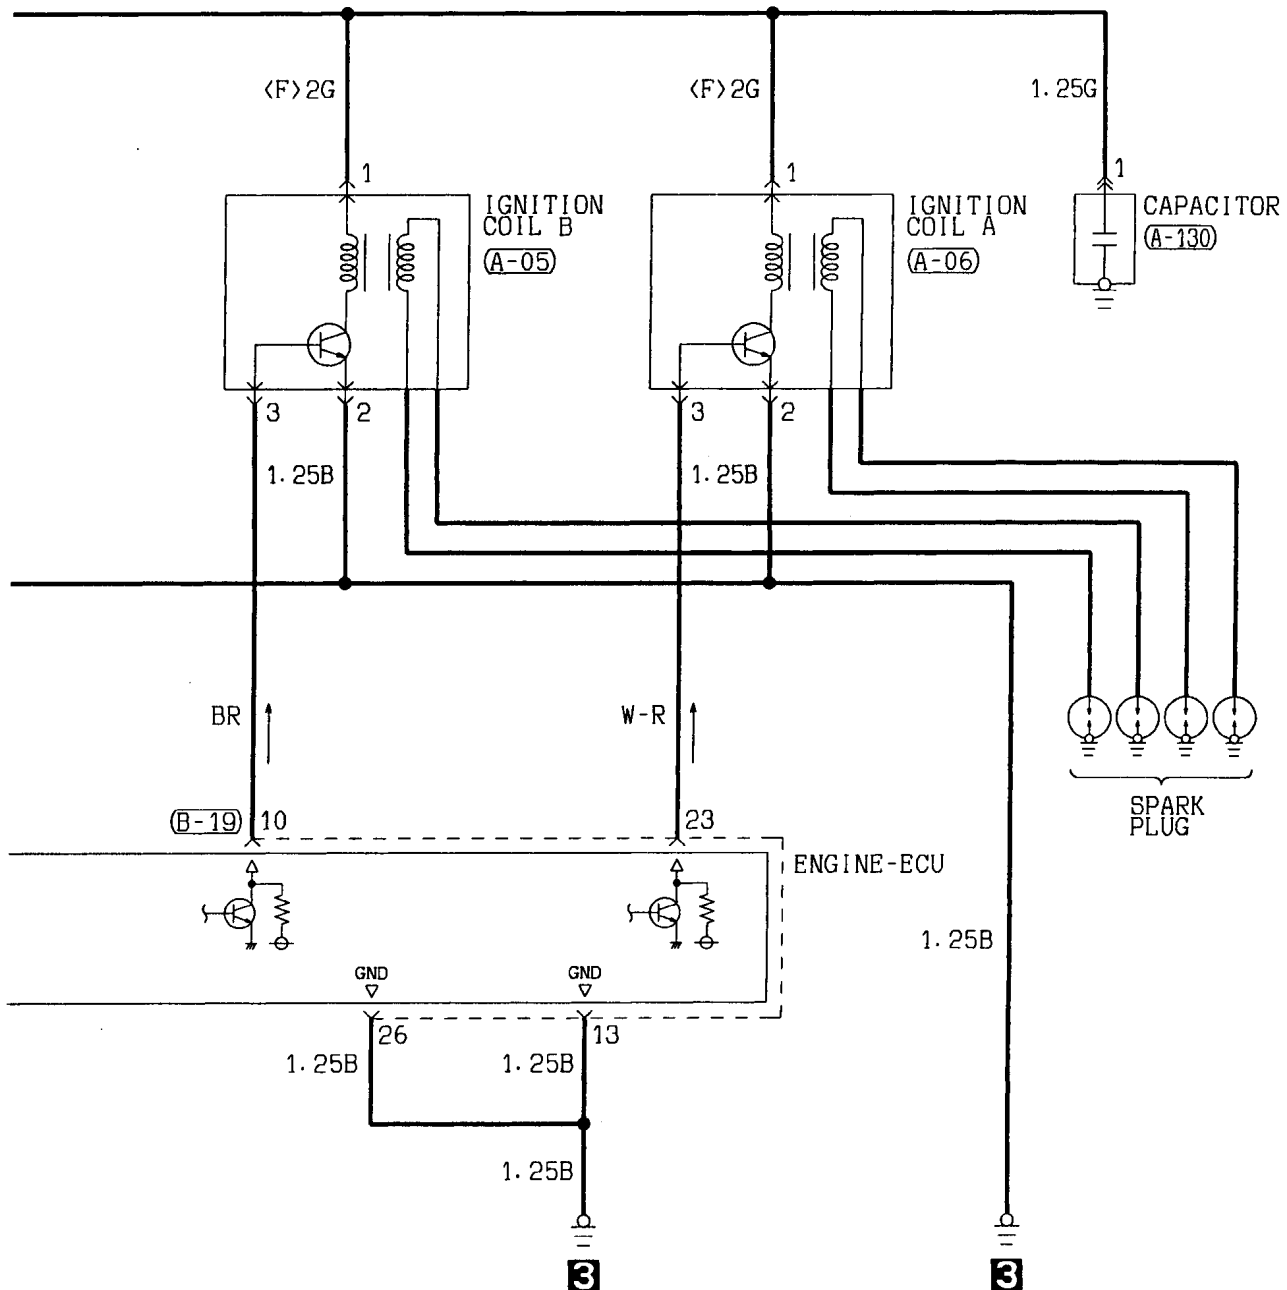 <F>2G
<F>2G
1.25G
1
1
1
IGNITION
COIL B
(A-05)
IGNITION
COIL A
(A-06)
CAPACITOR
(A-130)
3
2
3
2
1.25B
1.25B
BR
W-R
SPARK
PLUG
(B-19)
10
23
ENGINE-ECU
1.25B
GND
GND
26
13
1.25B
1.25B
1.25B
3
3